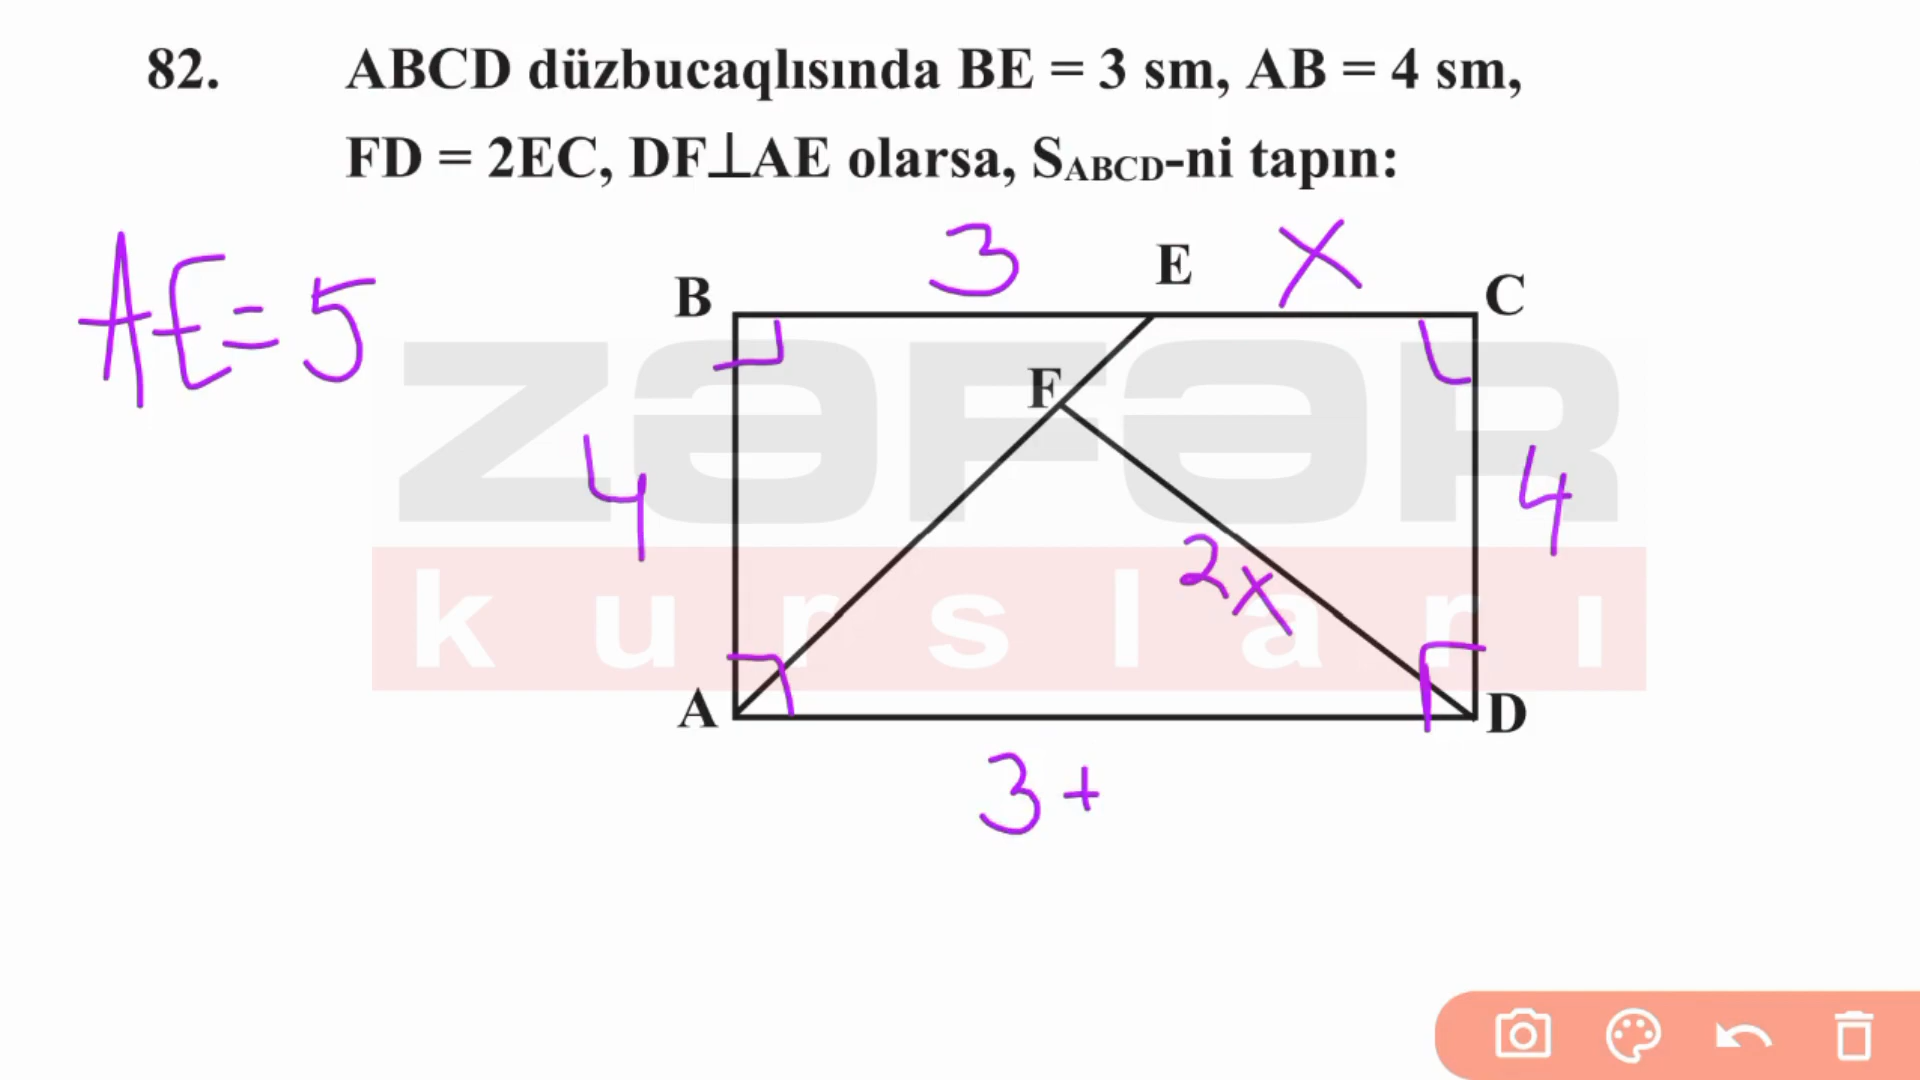 82. ABCD düzbucaqlısında BE = 3 sm, AB = 4 sm,
FD = 2EC, DF⊥AE olarsa, SABCD-ni tapın:
AE=5
3
x
B
E
C
F
4
4
2x
A
D
3+
ZƏFƏR
kursları